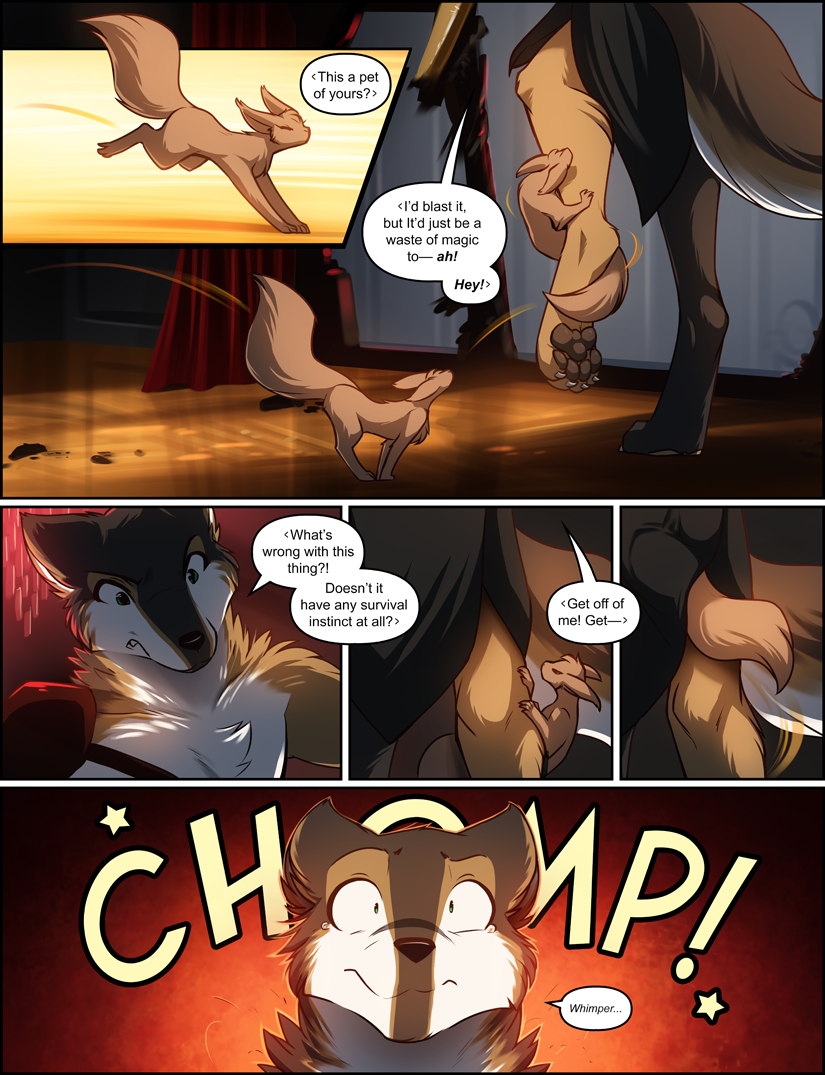 ‹This a pet
of yours?›
‹I'd blast it,
but It'd just be a
waste of magic
to— ah!
Hey!›
‹What's
wrong with this
thing?!
Doesn't it
have any survival
instinct at all?›
‹Get off of
me! Get—›
CHOMP!
Whimper...